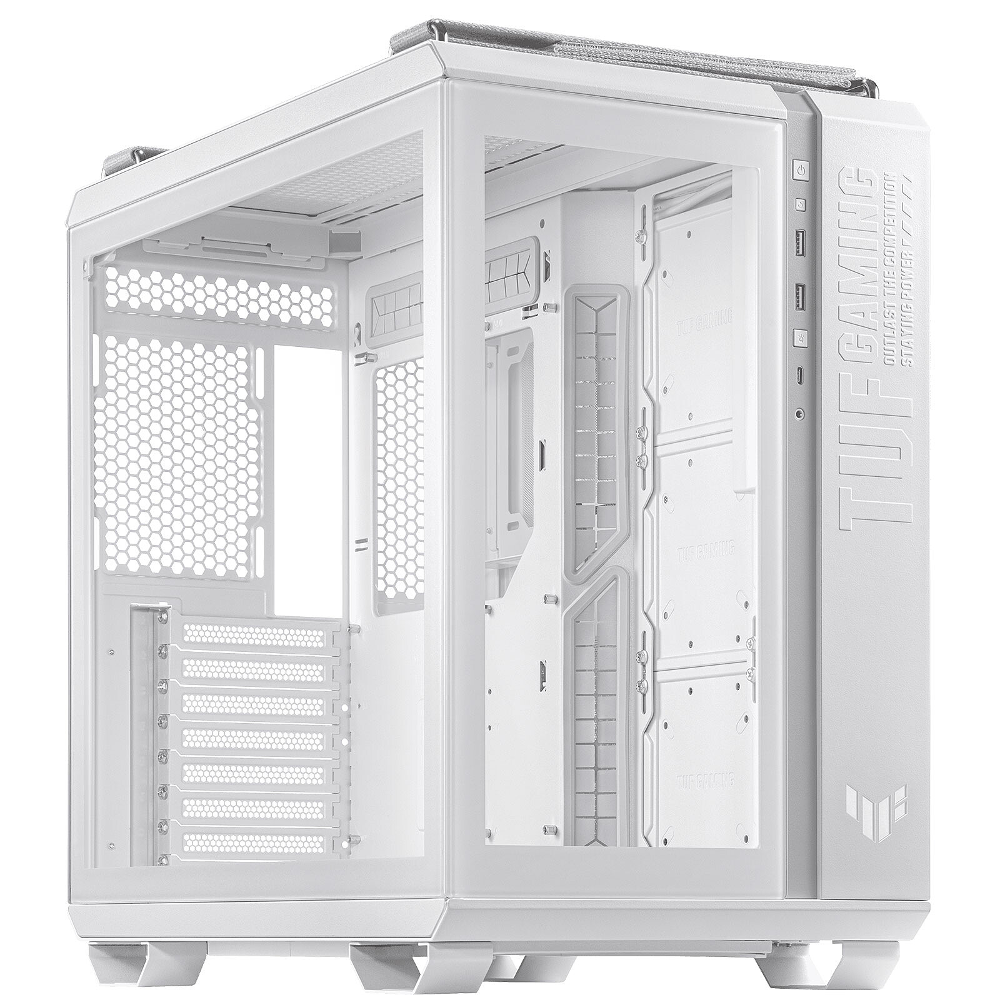 TUF GAMING
OUTLAST THE COMPETITION
STAYING POWER
TUF GAMING
TUF GAMING
TUF GAMING